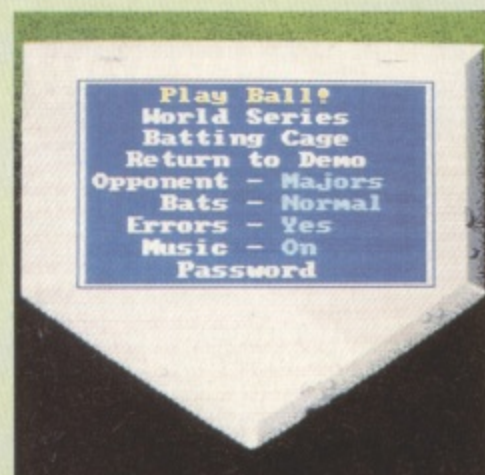 Play Ball!
World Series
Batting Cage
Return to Demo
Opponent - Majors
Bats - Normal
Errors - Yes
Music - On
Password